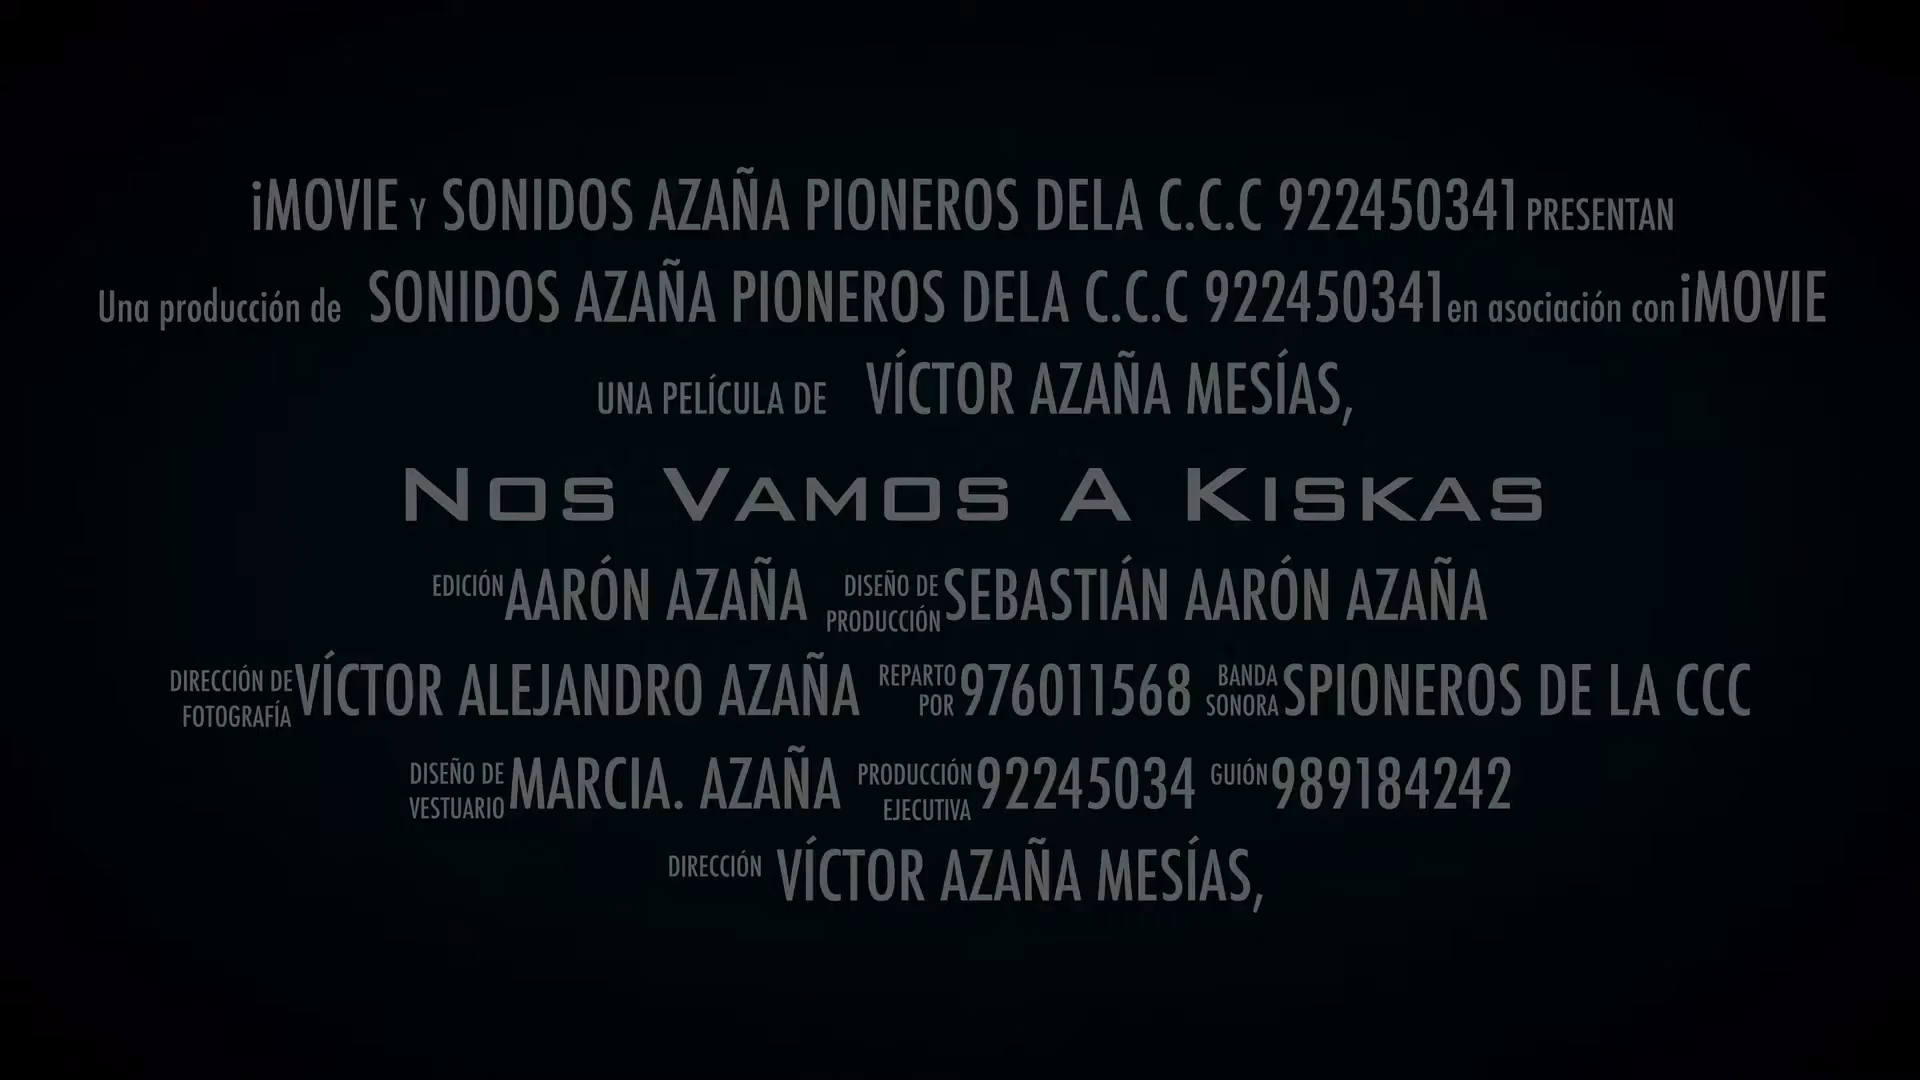 iMOVIE Y SONIDOS AZAÑA PIONEROS DELA C.C.C 922450341 PRESENTAN
Una producción de SONIDOS AZAÑA PIONEROS DELA C.C.C 922450341 en asociación con iMOVIE
UNA PELÍCULA DE VÍCTOR AZAÑA MESÍAS,
NOS VAMOS A KISKAS
EDICIÓN AARÓN AZAÑA DISEÑO DE PRODUCCIÓN SEBASTIÁN AARÓN AZAÑA
DIRECCIÓN DE FOTOGRAFÍA VÍCTOR ALEJANDRO AZAÑA REPARTO POR 976011568 BANDA SONORA SPIONEROS DE LA CCC
DISEÑO DE VESTUARIO MARCIA. AZAÑA PRODUCCIÓN EJECUTIVA 92245034 GUIÓN 989184242
DIRECCIÓN VÍCTOR AZAÑA MESÍAS,